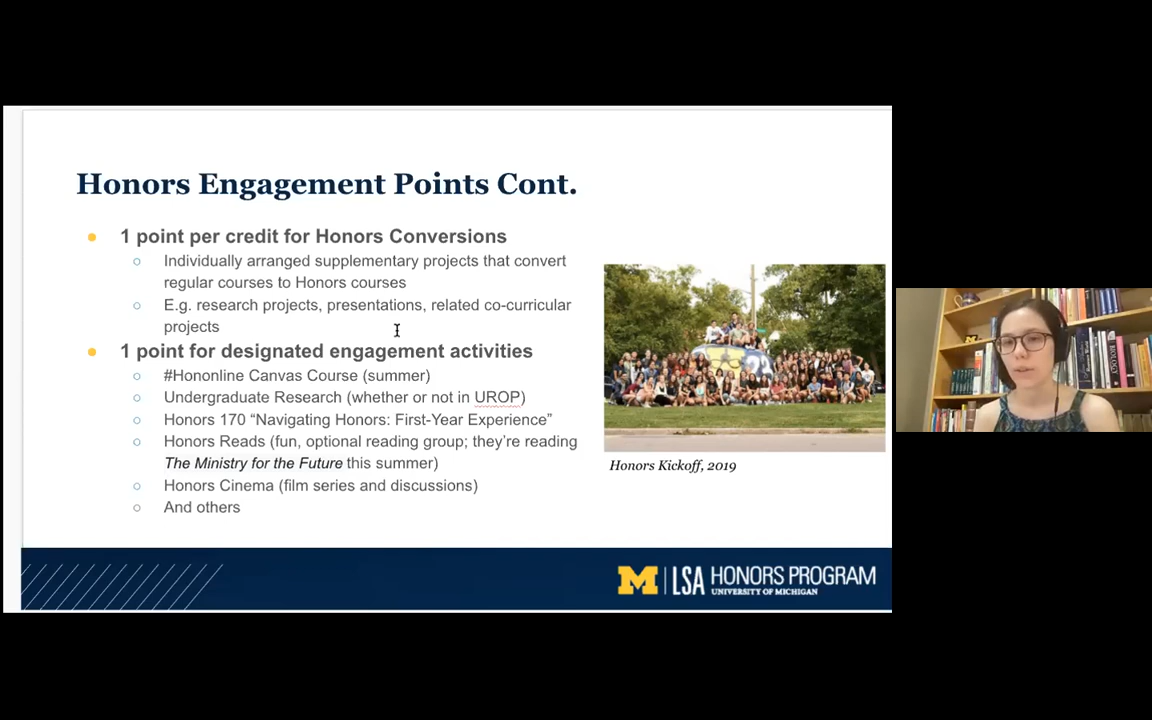 Honors Engagement Points Cont.
1 point per credit for Honors Conversions
Individually arranged supplementary projects that convert
regular courses to Honors courses
E.g. research projects, presentations, related co-curricular
projects
1 point for designated engagement activities
#Hononline Canvas Course (summer)
Undergraduate Research (whether or not in UROP)
Honors 170 “Navigating Honors: First-Year Experience”
Honors Reads (fun, optional reading group; they’re reading
The Ministry for the Future this summer)
Honors Cinema (film series and discussions)
And others
Honors Kickoff, 2019
M LSA HONORS PROGRAM
UNIVERSITY OF MICHIGAN
BIOLOGY